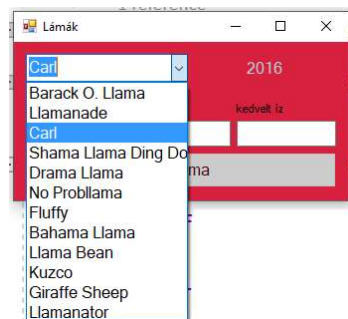 1 reference
Lámák
Carl
2016
Barack O. Llama
Llamanade
Carl
Shama Llama Ding Do
Drama Llama
No Probllama
Fluffy
Bahama Llama
Llama Bean
Kuzco
Giraffe Sheep
Llamanator
kedvelt íz
ma